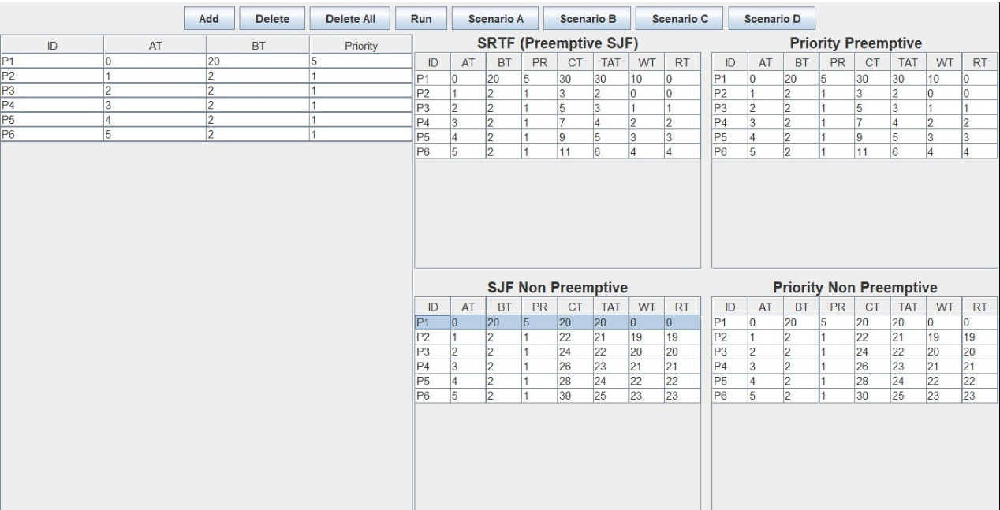 Add Delete Delete All Run Scenario A Scenario B Scenario C Scenario D
ID AT BT Priority
P1 0 20 5
P2 1 2 1
P3 2 2 1
P4 3 2 1
P5 4 2 1
P6 5 2 1
SRTF (Preemptive SJF)
ID AT BT PR CT TAT WT RT
P1 0 20 5 30 30 10 0
P2 1 2 1 3 2 0 0
P3 2 2 1 5 3 1 1
P4 3 2 1 7 4 2 2
P5 4 2 1 9 5 3 3
P6 5 2 1 11 6 4 4
Priority Preemptive
ID AT BT PR CT TAT WT RT
P1 0 20 5 30 30 10 0
P2 1 2 1 3 2 0 0
P3 2 2 1 5 3 1 1
P4 3 2 1 7 4 2 2
P5 4 2 1 9 5 3 3
P6 5 2 1 11 6 4 4
SJF Non Preemptive
ID AT BT PR CT TAT WT RT
P1 0 20 5 20 20 0 0
P2 1 2 1 22 21 19 19
P3 2 2 1 24 22 20 20
P4 3 2 1 26 23 21 21
P5 4 2 1 28 24 22 22
P6 5 2 1 30 25 23 23
Priority Non Preemptive
ID AT BT PR CT TAT WT RT
P1 0 20 5 20 20 0 0
P2 1 2 1 22 21 19 19
P3 2 2 1 24 22 20 20
P4 3 2 1 26 23 21 21
P5 4 2 1 28 24 22 22
P6 5 2 1 30 25 23 23